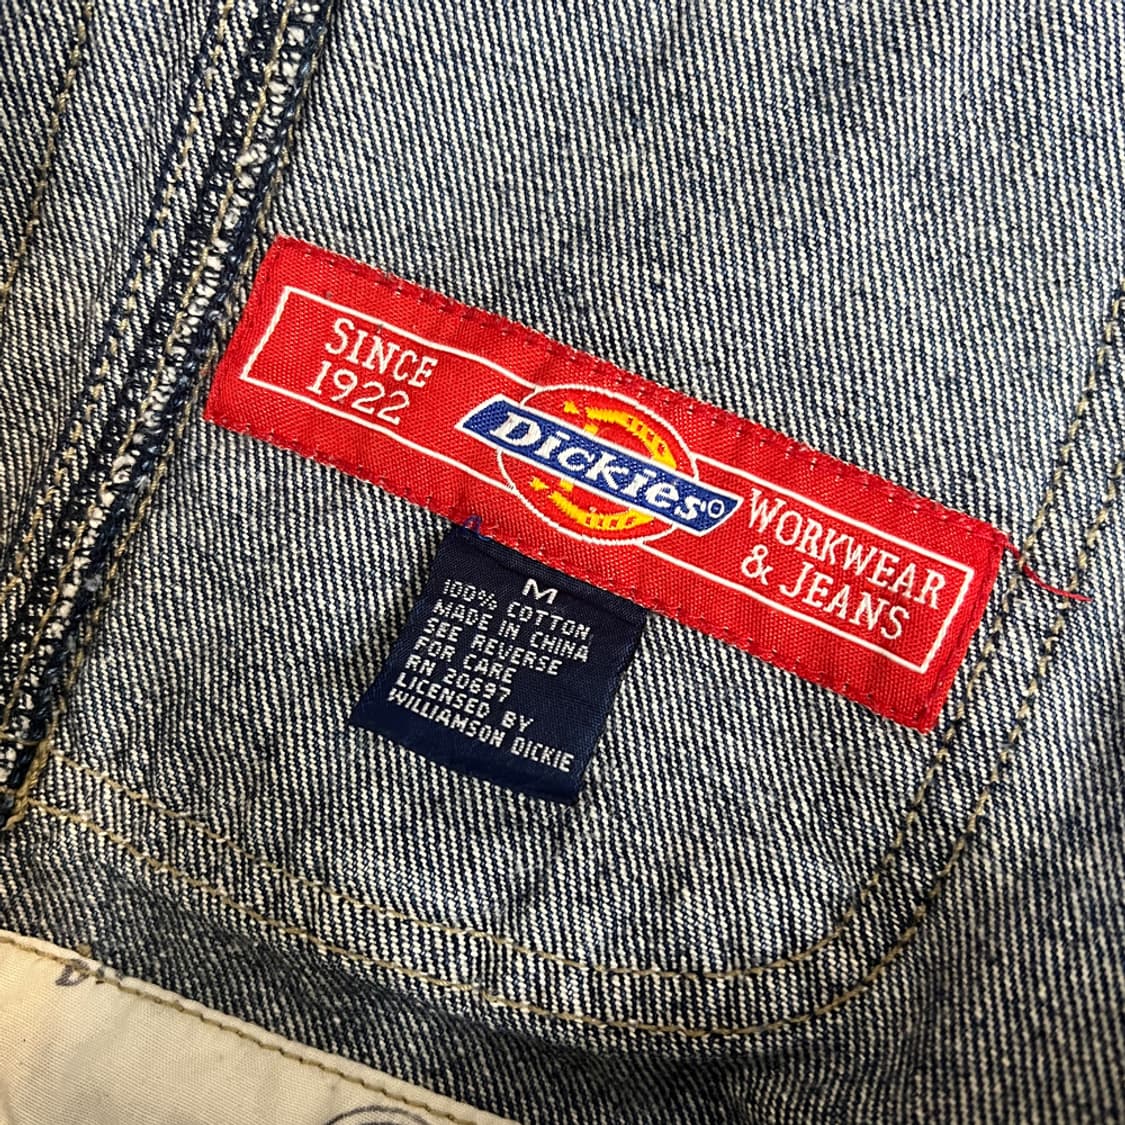 SINCE
1922
Dickies®
WORKWEAR
& JEANS
M
100% COTTON
MADE IN CHINA
SEE REVERSE
FOR CARE
RN 20697
LICENSED BY
WILLIAMSON DICKIE